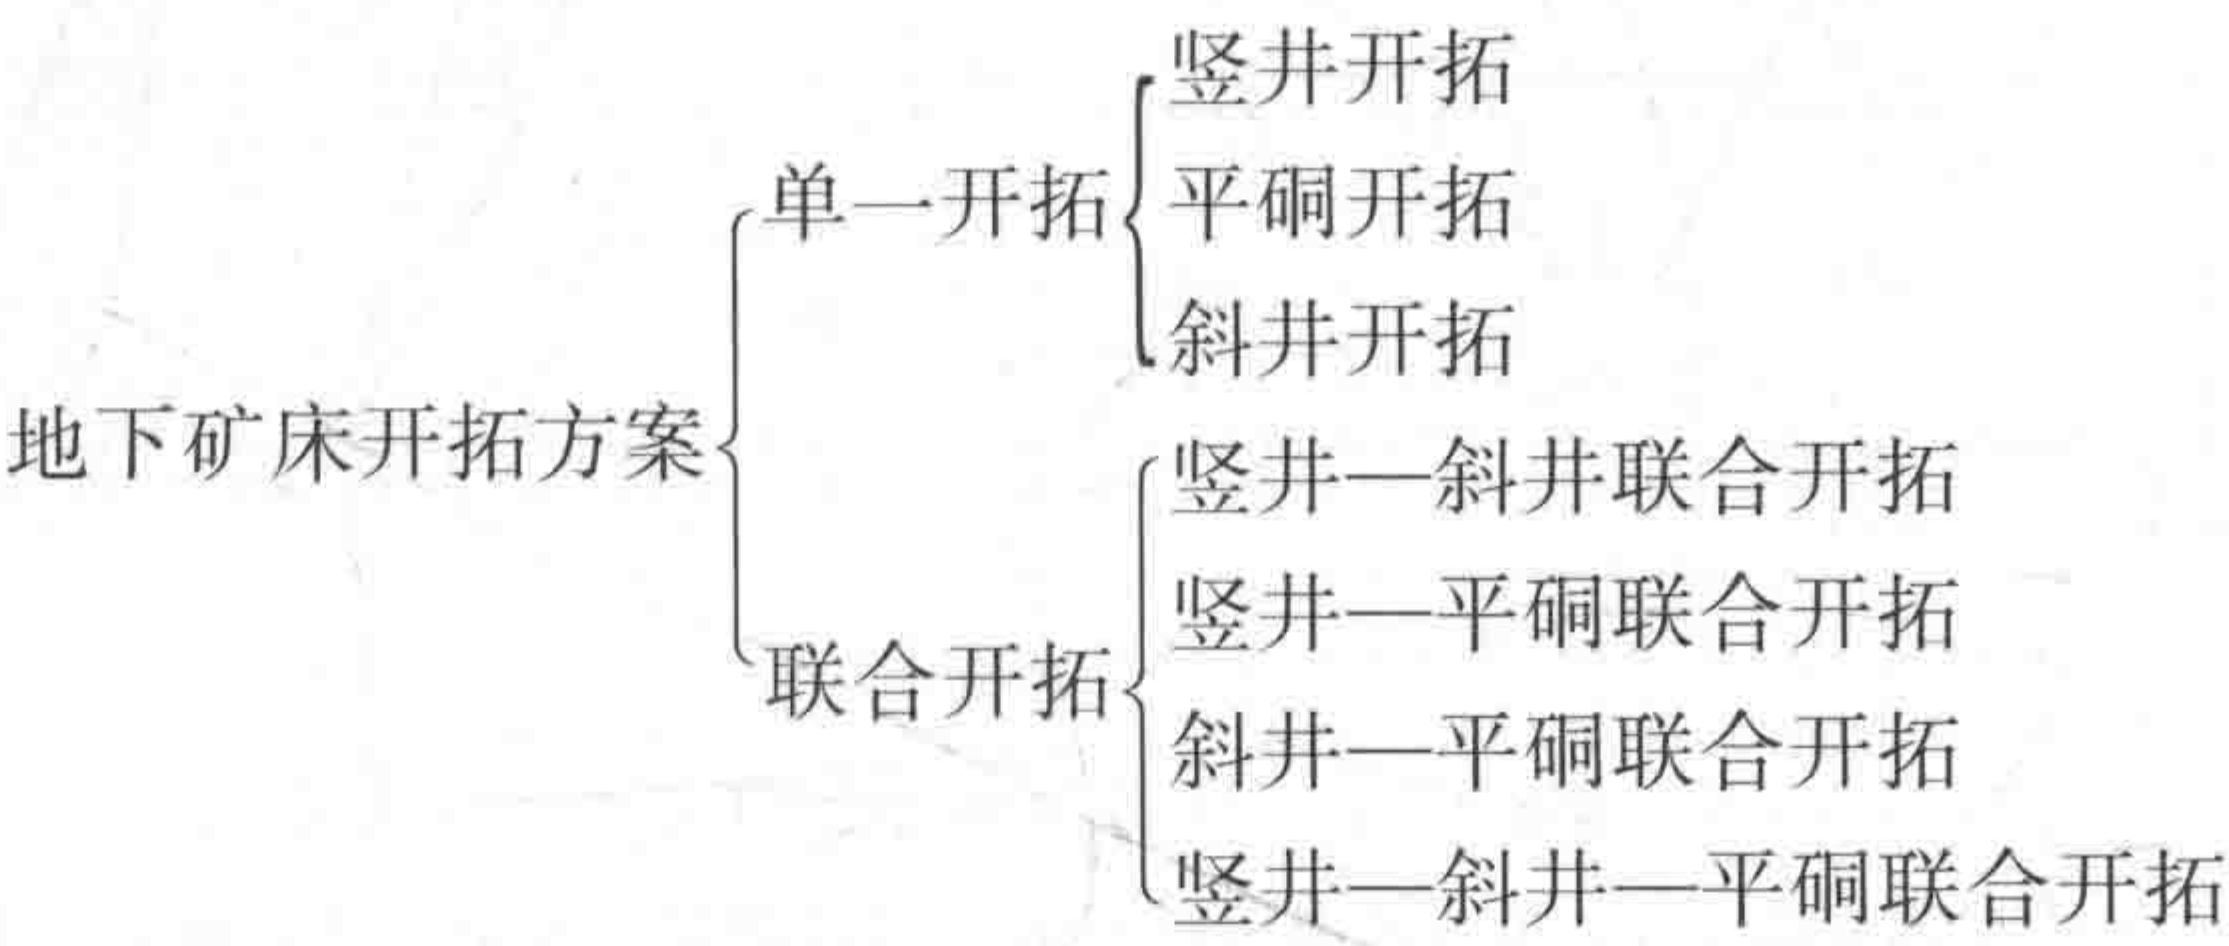 竖井开拓
单一开拓
平硐开拓
斜井开拓
地下矿床开拓方案
竖井—斜井联合开拓
竖井—平硐联合开拓
联合开拓
斜井—平硐联合开拓
竖井—斜井—平硐联合开拓